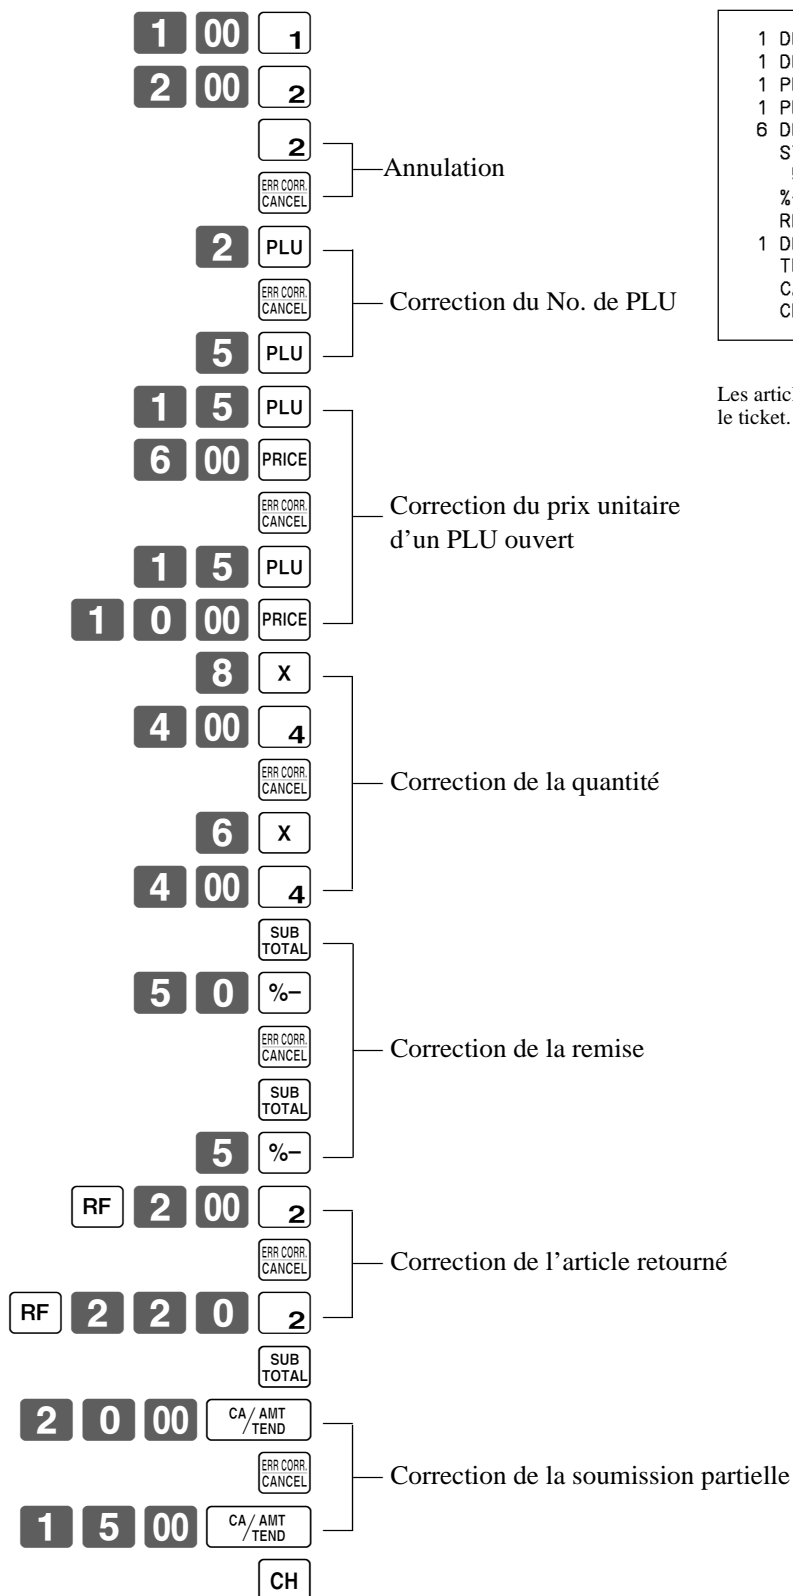 1 00 1
2 00 2
2
ERR CORR. CANCEL
Annulation
2 PLU
ERR CORR. CANCEL
Correction du No. de PLU
5 PLU
1 5 PLU
6 00 PRICE
ERR CORR. CANCEL
Correction du prix unitaire
d’un PLU ouvert
1 5 PLU
1 0 00 PRICE
8 X
4 00 4
ERR CORR. CANCEL
Correction de la quantité
6 X
4 00 4
SUB TOTAL
5 0 %−
ERR CORR. CANCEL
Correction de la remise
SUB TOTAL
5 %−
RF 2 00 2
ERR CORR. CANCEL
Correction de l’article retourné
RF 2 2 0 2
SUB TOTAL
2 0 00 CA/AMT TEND
ERR CORR. CANCEL
Correction de la soumission partielle
1 5 00 CA/AMT TEND
CH
1
1
1
1
6
1
Les
le ticket.